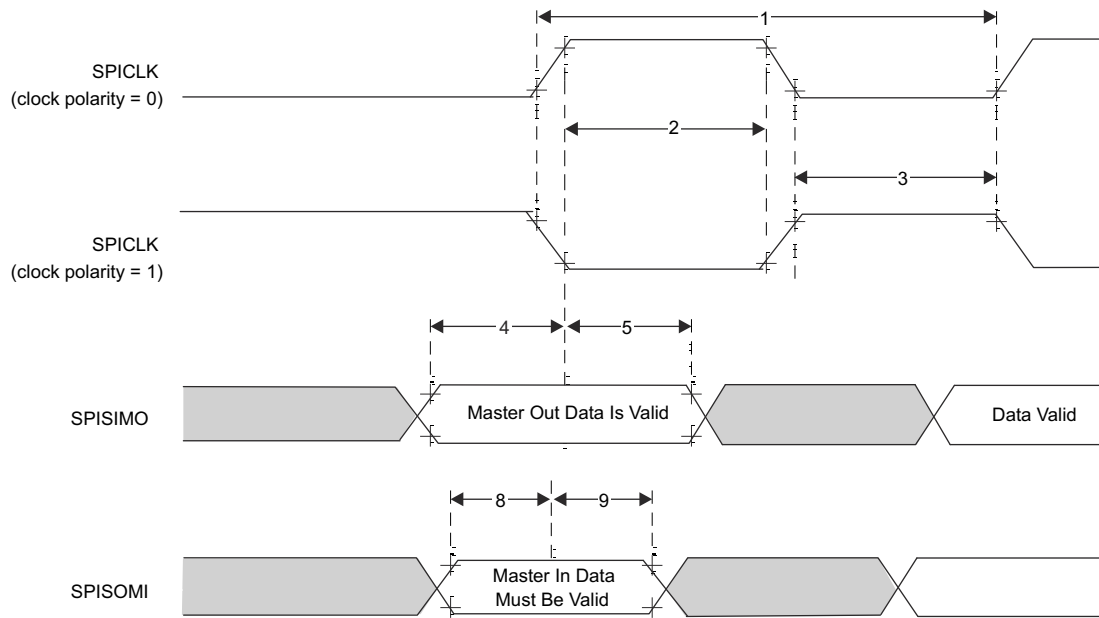 1
SPICLK
(clock polarity = 0)
2
3
SPICLK
(clock polarity = 1)
4
5
SPISIMO
Master Out Data Is Valid
Data Valid
8
9
SPISOMI
Master In Data
Must Be Valid